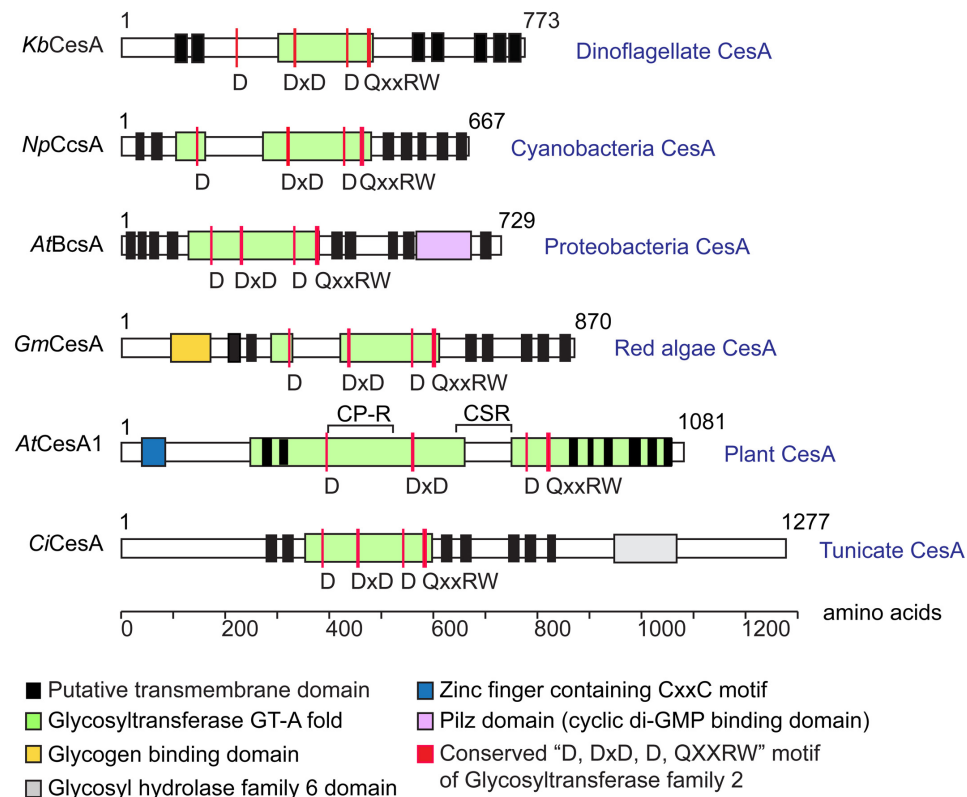 1 773
KbCesA Dinoflagellate CesA
D DxD D QxxRW
1 667
NpCcsA Cyanobacteria CesA
D DxD D QxxRW
1 729
AtBcsA Proteobacteria CesA
D DxD D QxxRW
1 870
GmCesA Red algae CesA
D DxD D QxxRW
1 CP-R CSR 1081
AtCesA1 Plant CesA
D DxD D QxxRW
1 1277
CiCesA Tunicate CesA
D DxD D QxxRW
amino acids
0 200 400 600 800 1000 1200
Putative transmembrane domain
Glycosyltransferase GT-A fold
Glycogen binding domain
Glycosyl hydrolase family 6 domain
Zinc finger containing CxxC motif
Pilz domain (cyclic di-GMP binding domain)
Conserved “D, DxD, D, QXXRW” motif
of Glycosyltransferase family 2